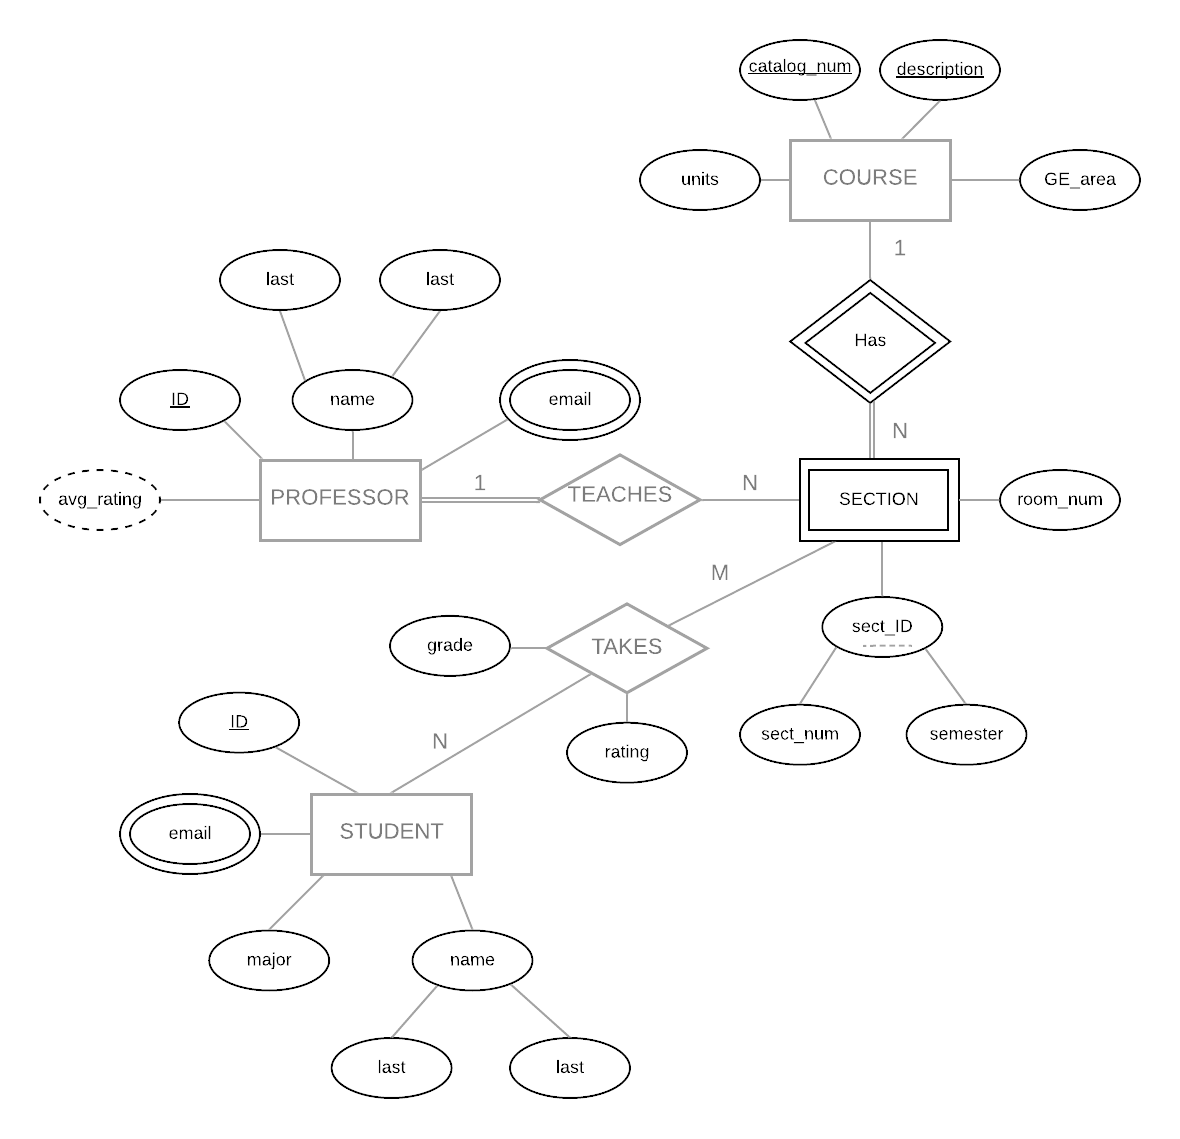 catalog_num
description
units
COURSE
GE_area
1
last
last
Has
ID
name
email
N
avg_rating
PROFESSOR
1
TEACHES
N
SECTION
room_num
M
sect_ID
grade
TAKES
ID
N
rating
sect_num
semester
email
STUDENT
major
name
last
last